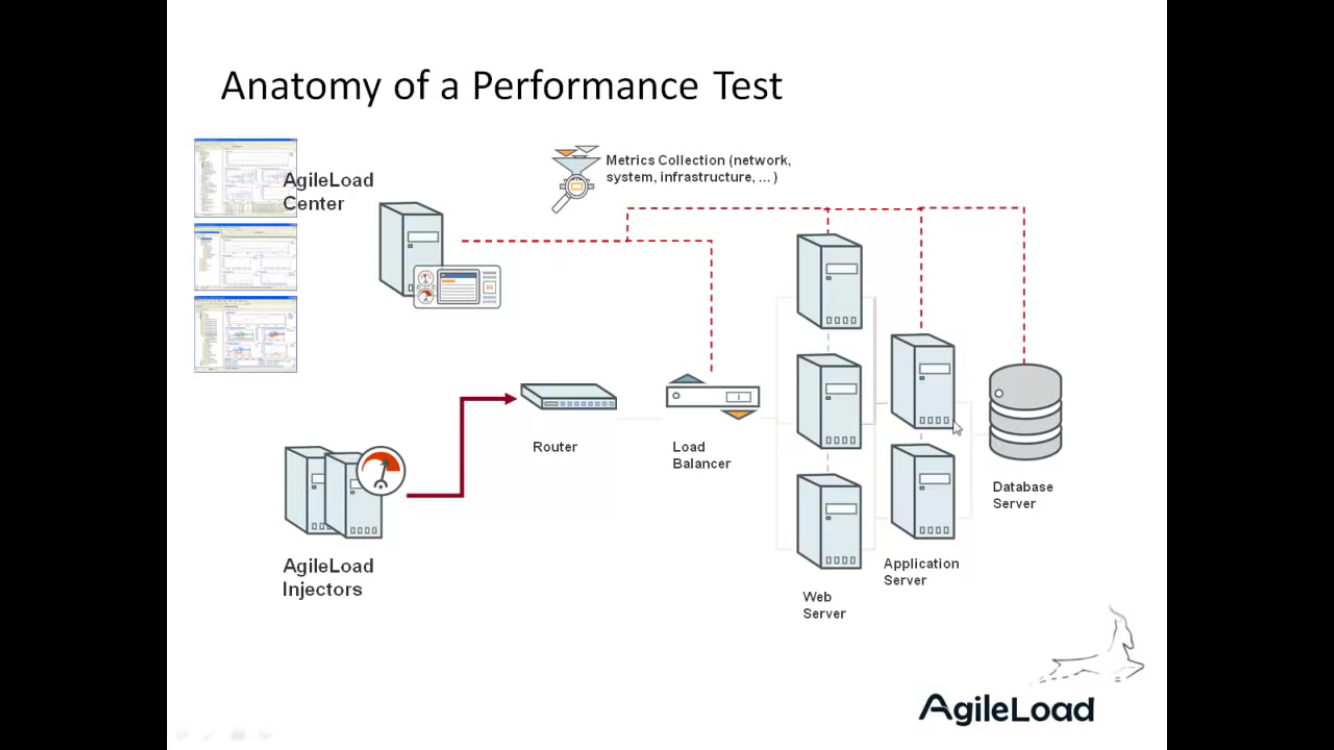 Anatomy of a Performance Test
AgileLoad
Center
Metrics Collection (network,
system, infrastructure, ... )
Router
Load
Balancer
Database
Server
AgileLoad
Injectors
Application
Server
Web
Server
AgileLoad